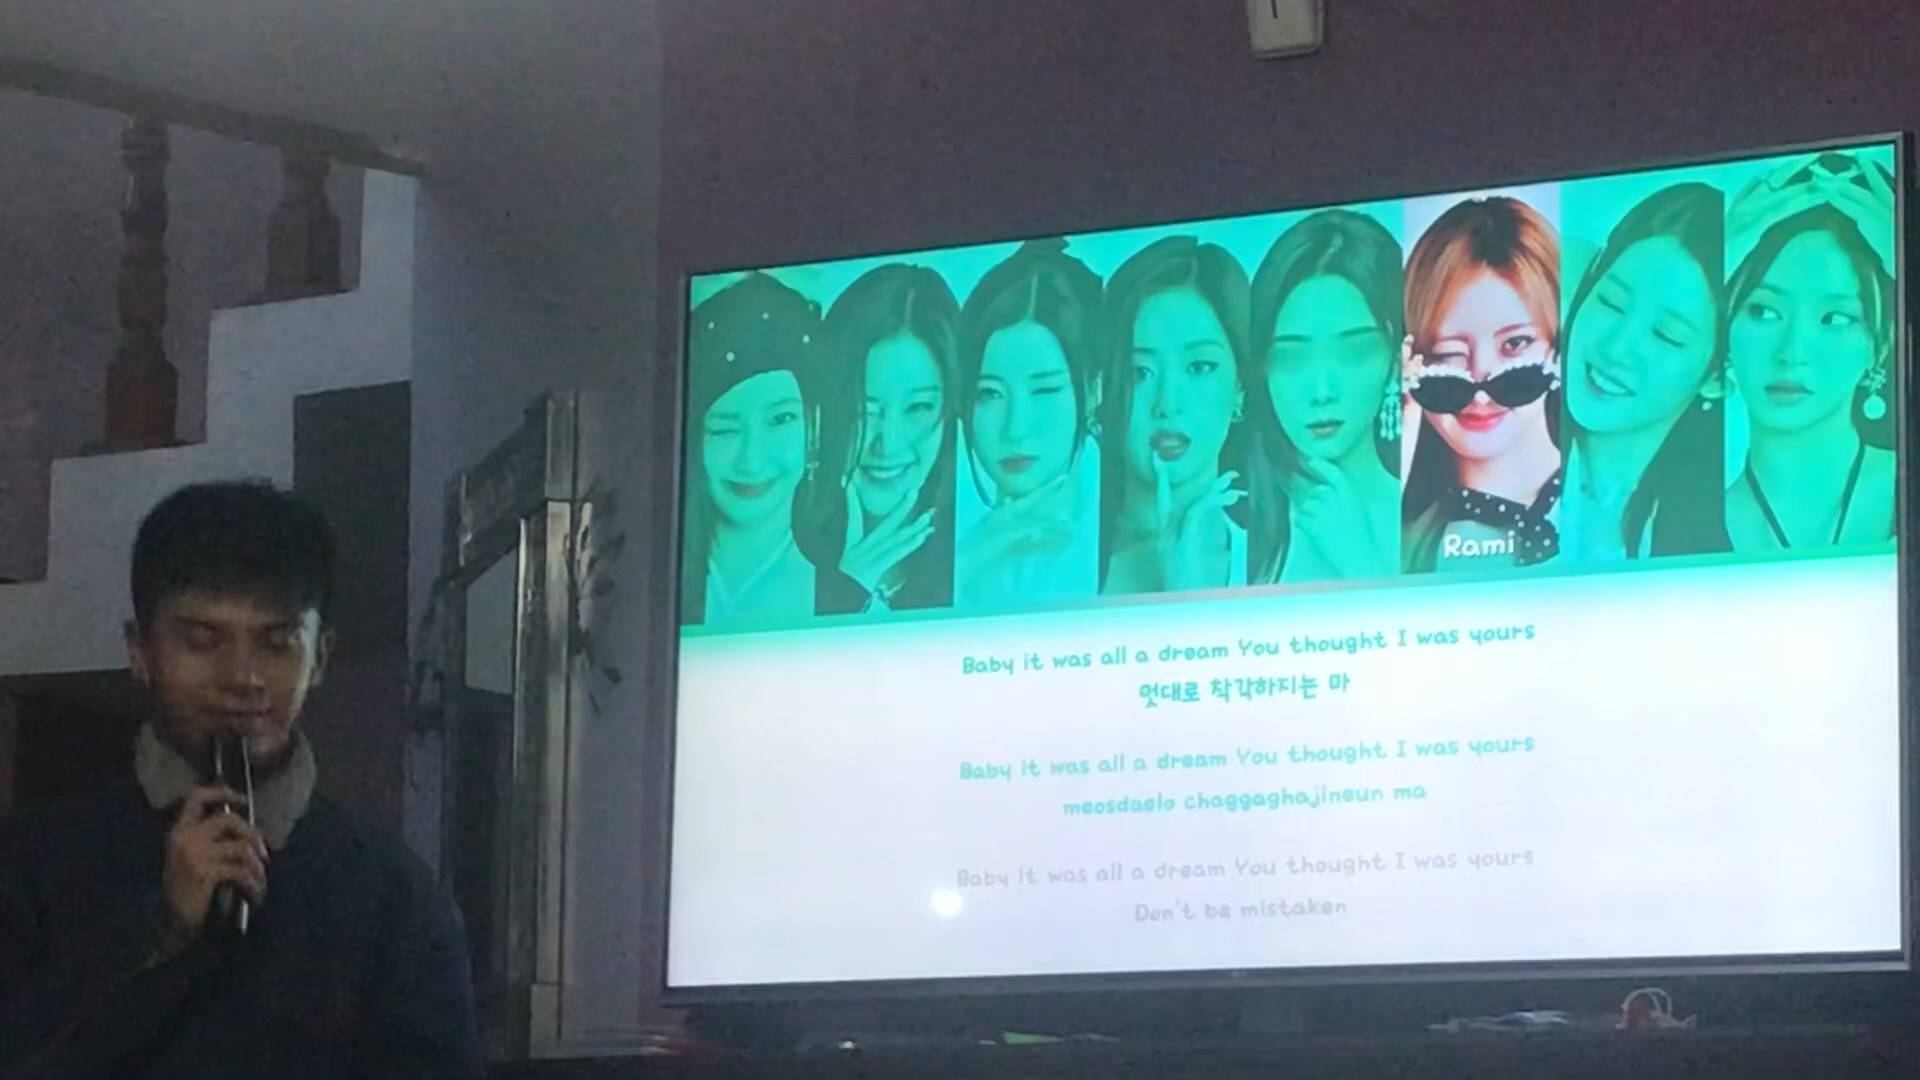 Rami
Baby it was all a dream You thought I was yours
멋대로 착각하지는 마
Baby it was all a dream You thought I was yours
meosdaelo chaggaghajineun ma
Baby it was all a dream You thought I was yours
Don't be mistaken